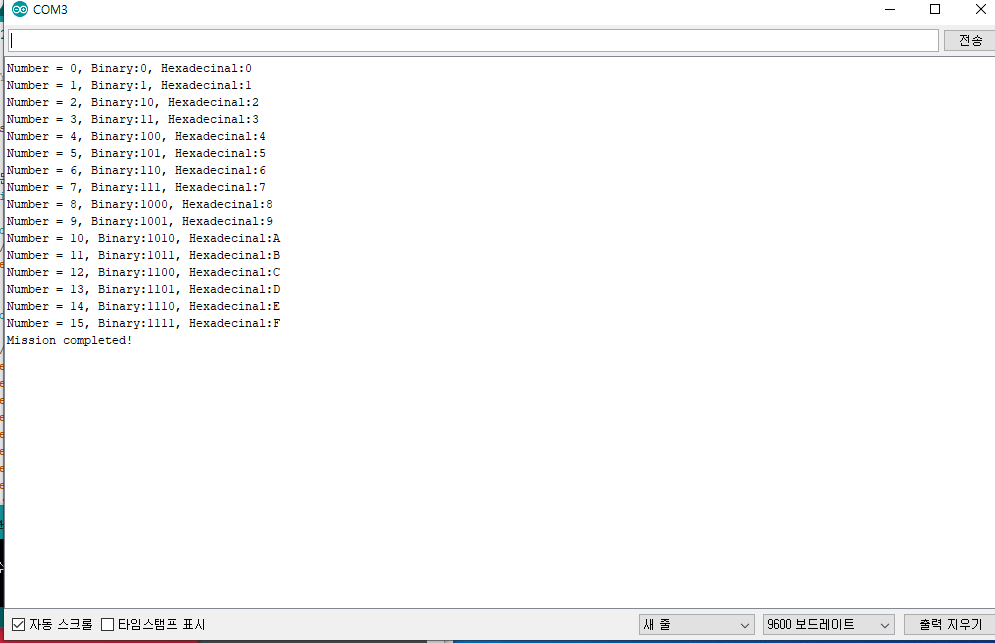 COM3
전송
Number = 0, Binary:0, Hexadecinal:0
Number = 1, Binary:1, Hexadecinal:1
Number = 2, Binary:10, Hexadecinal:2
Number = 3, Binary:11, Hexadecinal:3
Number = 4, Binary:100, Hexadecinal:4
Number = 5, Binary:101, Hexadecinal:5
Number = 6, Binary:110, Hexadecinal:6
Number = 7, Binary:111, Hexadecinal:7
Number = 8, Binary:1000, Hexadecinal:8
Number = 9, Binary:1001, Hexadecinal:9
Number = 10, Binary:1010, Hexadecinal:A
Number = 11, Binary:1011, Hexadecinal:B
Number = 12, Binary:1100, Hexadecinal:C
Number = 13, Binary:1101, Hexadecinal:D
Number = 14, Binary:1110, Hexadecinal:E
Number = 15, Binary:1111, Hexadecinal:F
Mission completed!
자동 스크롤 타임스탬프 표시 새 줄 9600 보드레이트 출력 지우기